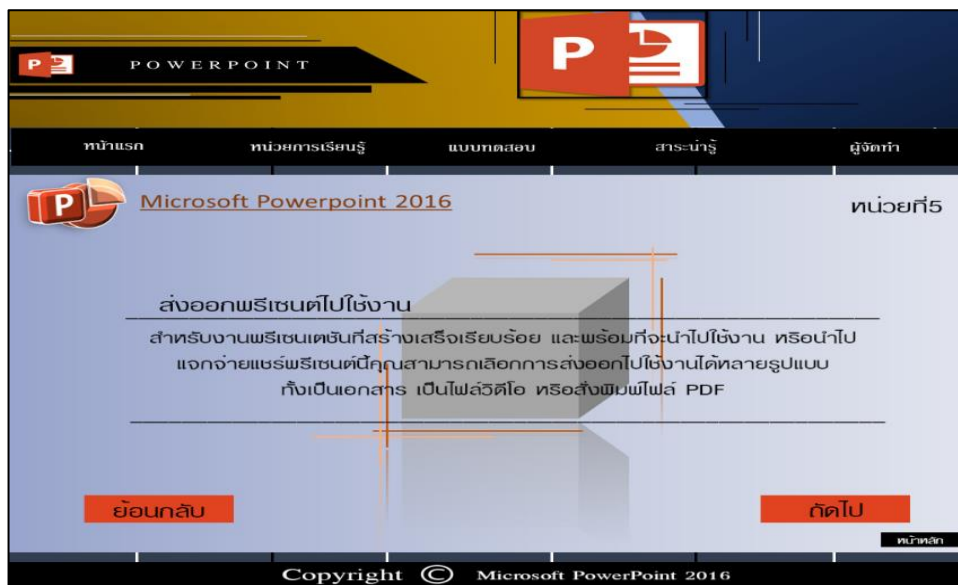 P
P
POWERPOINT
หน้าแรก หน่วยการเรียนรู้ แบบทดสอบ สาระน่ารู้ ผู้จัดทำ
P
Microsoft Powerpoint 2016
หน่วยที่5
ส่งออกพรีเซนต์ไปใช้งาน
สำหรับงานพรีเซนเตชันที่สร้างเสร็จเรียบร้อย และพร้อมที่จะนำไปใช้งาน หรือนำไป
แจกจ่ายแชร์พรีเซนต์นี้คุณสามารถเลือกการส่งออกไปใช้งานได้หลายรูปแบบ
ทั้งเป็นเอกสาร เป็นไฟล์วิดีโอ หรือสั่งพิมพ์ไฟล์ PDF
ย้อนกลับ
ถัดไป
หน้าหลัก
Copyright © Microsoft PowerPoint 2016